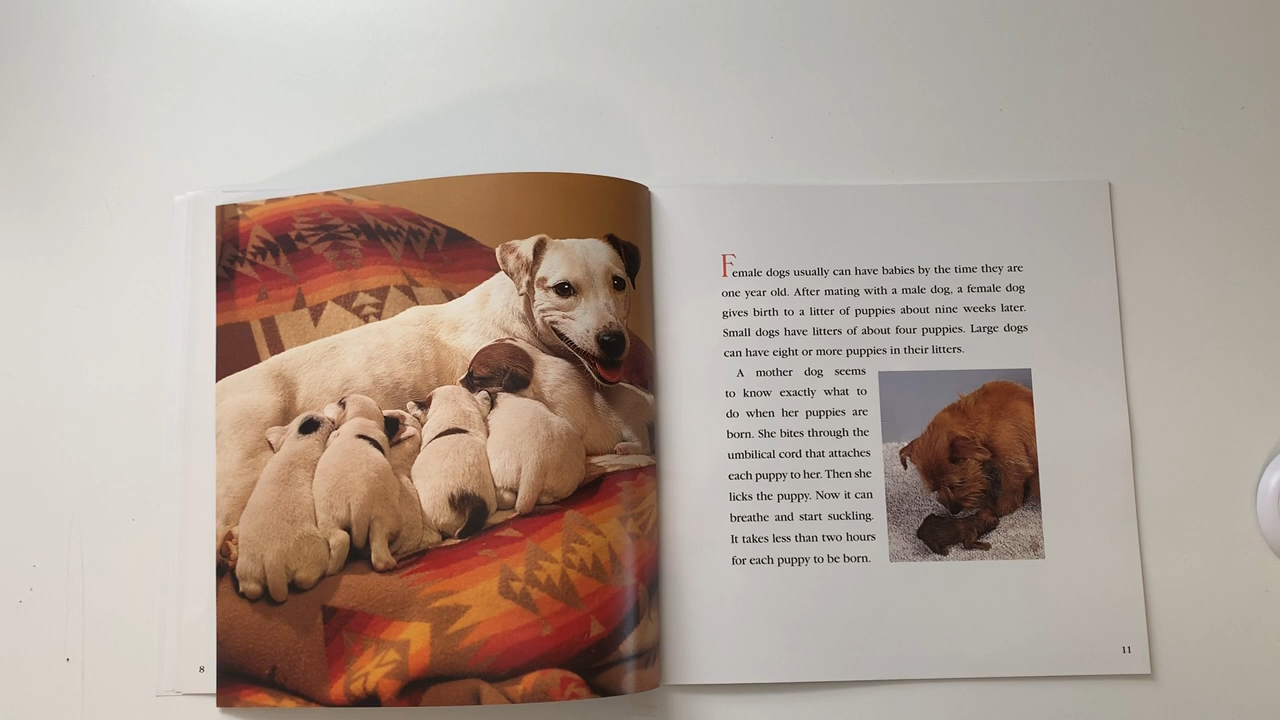 Female dogs usually can have babies by the time they are
one year old. After mating with a male dog, a female dog
gives birth to a litter of puppies about nine weeks later.
Small dogs have litters of about four puppies. Large dogs
can have eight or more puppies in their litters.
A mother dog seems
to know exactly what to
do when her puppies are
born. She bites through the
umbilical cord that attaches
each puppy to her. Then she
licks the puppy. Now it can
breathe and start suckling.
It takes less than two hours
for each puppy to be born.
8
11